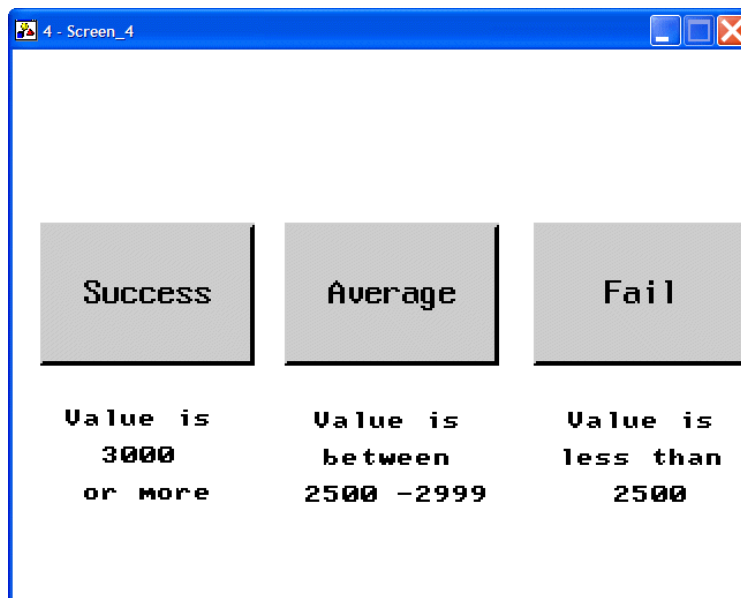 4 - Screen_4
Success
Average
Fail
Value is
3000
or more
Value is
between
2500 -2999
Value is
less than
2500